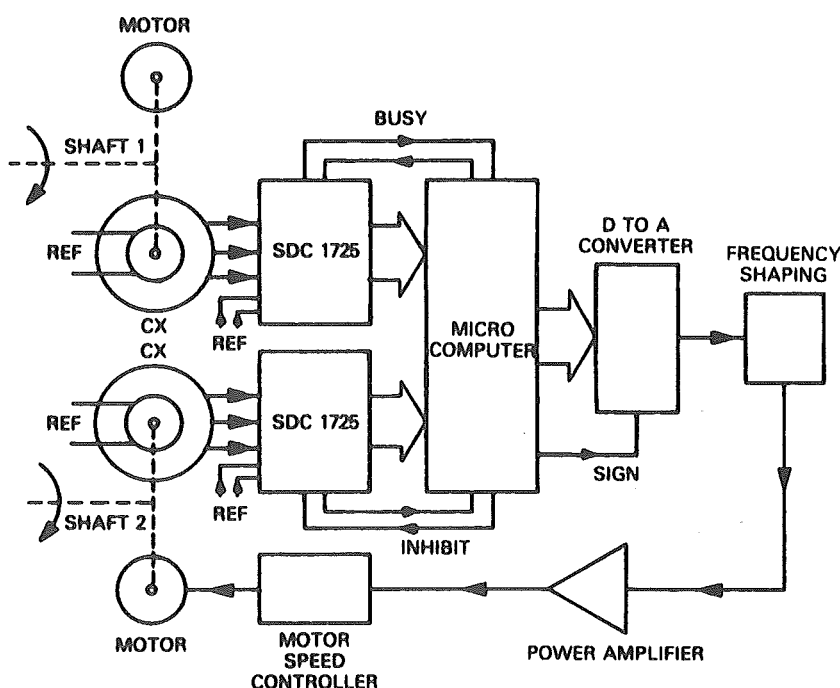 MOTOR
SHAFT 1
REF
CX
BUSY
SDC 1725
REF
MICRO
COMPUTER
D TO A
CONVERTER
FREQUENCY
SHAPING
CX
REF
SHAFT 2
SDC 1725
REF
SIGN
INHIBIT
MOTOR
MOTOR
SPEED
CONTROLLER
POWER AMPLIFIER